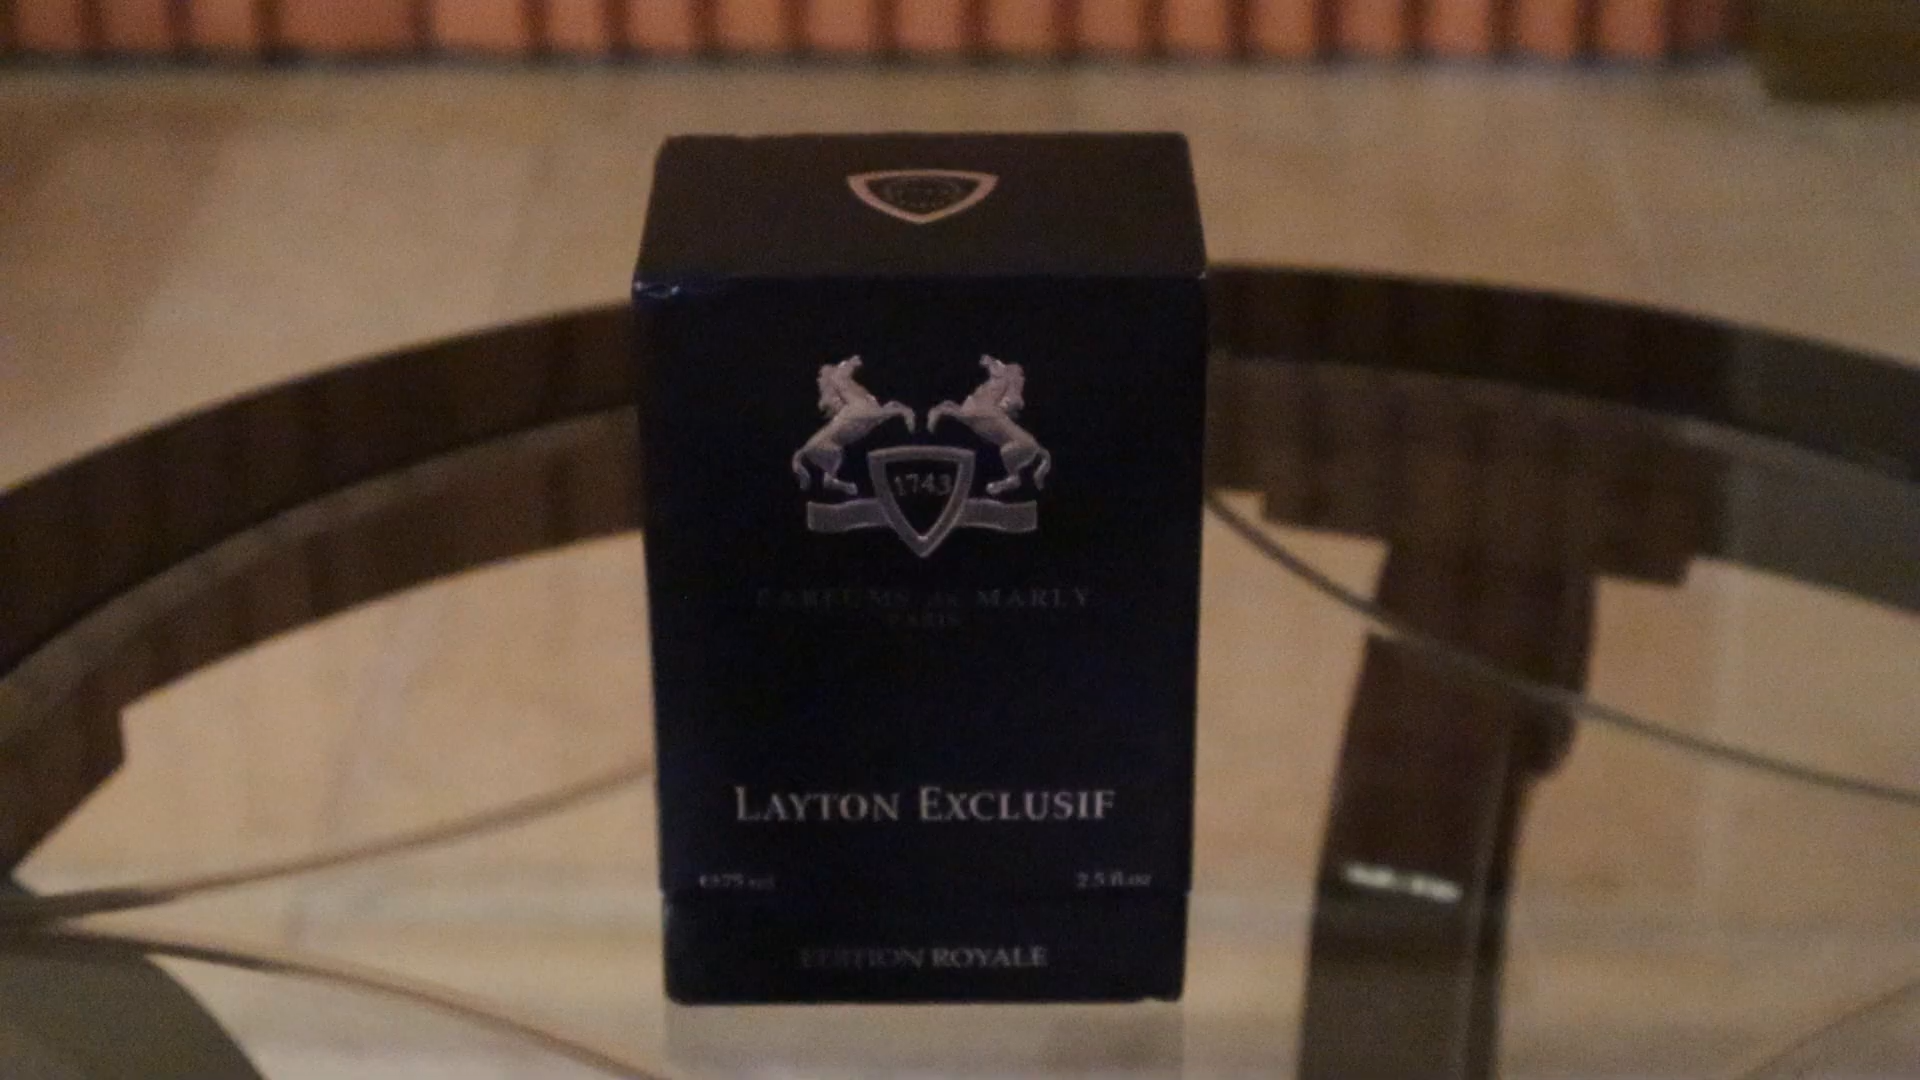 1743
PARFUMS de MARLY
PARIS
LAYTON EXCLUSIF
e 75 ml 2.5 fl.oz
EDITION ROYALE